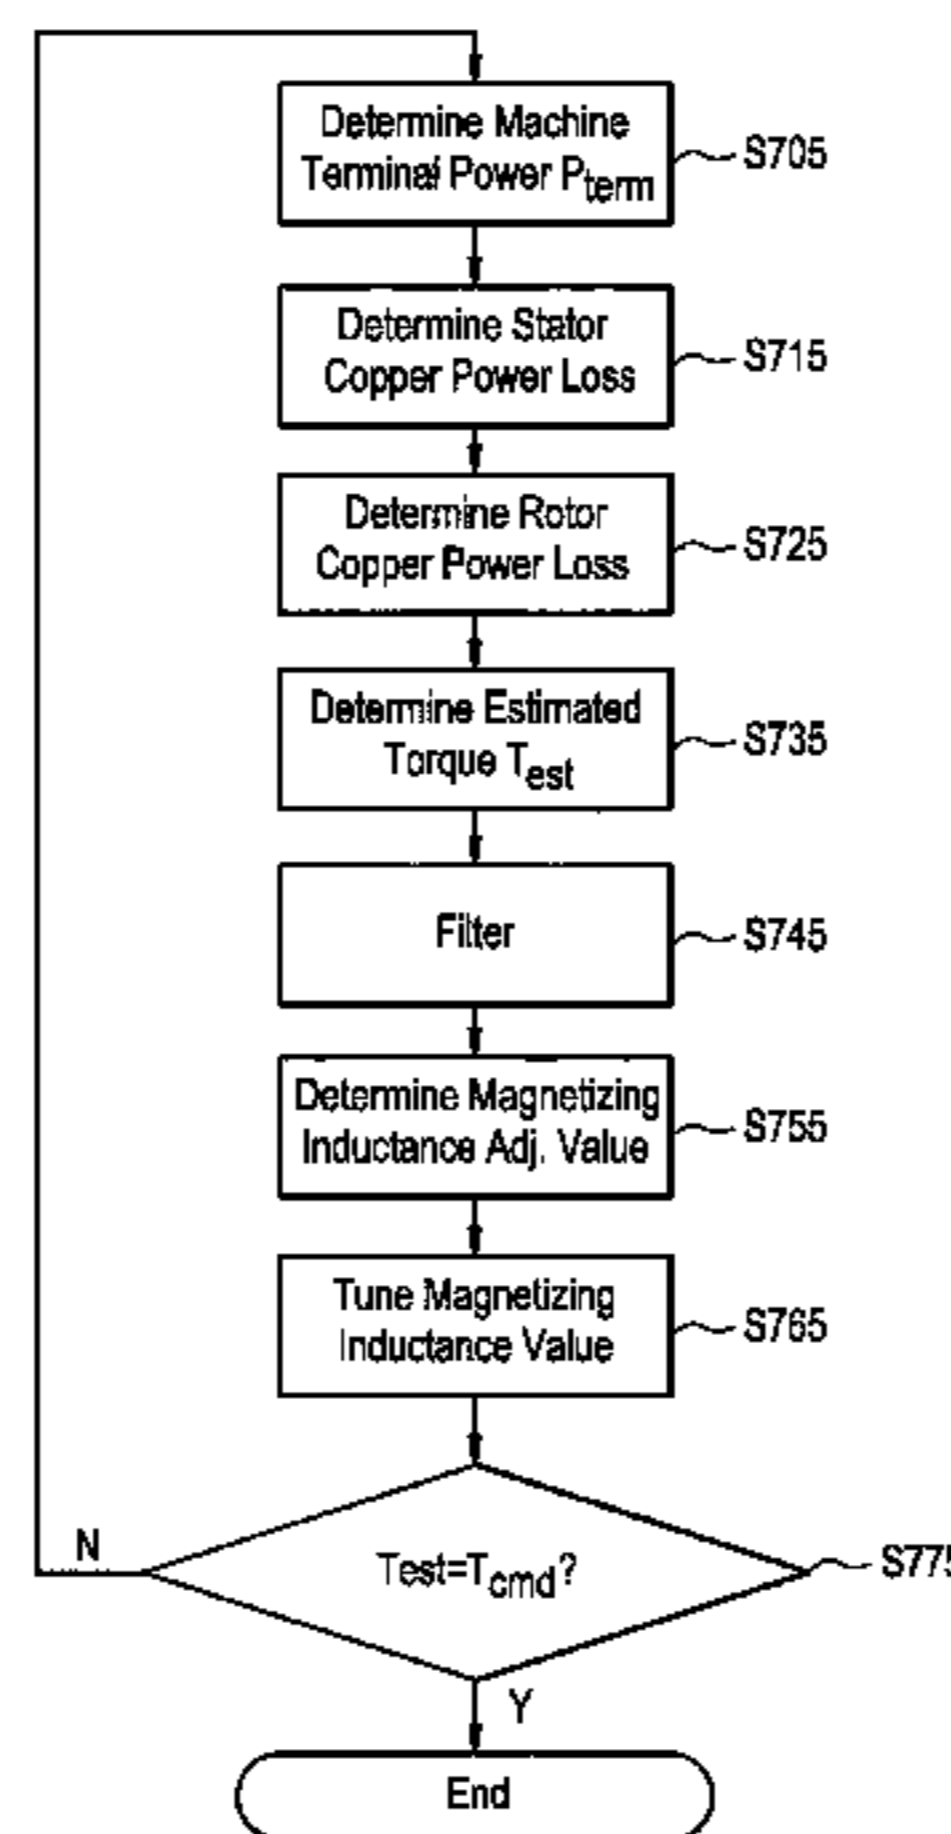 Determine Machine
Terminal Power Pterm
S705
Determine Stator
Copper Power Loss
S715
Determine Rotor
Copper Power Loss
S725
Determine Estimated
Torque Test
S735
Filter
S745
Determine Magnetizing
Inductance Adj. Value
S755
Tune Magnetizing
Inductance Value
S765
N
Test=Tcmd?
S775
Y
End